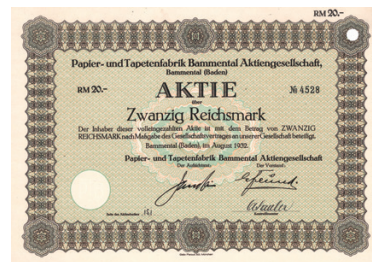 RM 20.-
Papier- und Tapetenfabrik Bammental Aktiengesellschaft,
Bammental (Baden)
RM 20.- AKTIE № 4528
über
Zwanzig Reichsmark
Der Inhaber dieser volleingezahlten Aktie ist mit dem Betrag von ZWANZIG
REICHSMARK nach Maßgabe des Gesellschaftsvertrages an unserer Gesellschaft beteiligt.
Bammental (Baden), im August 1932.
Papier- und Tapetenfabrik Bammental Aktiengesellschaft
Der Aufsichtsrat: Der Vorstand:
Kontrollbeamter